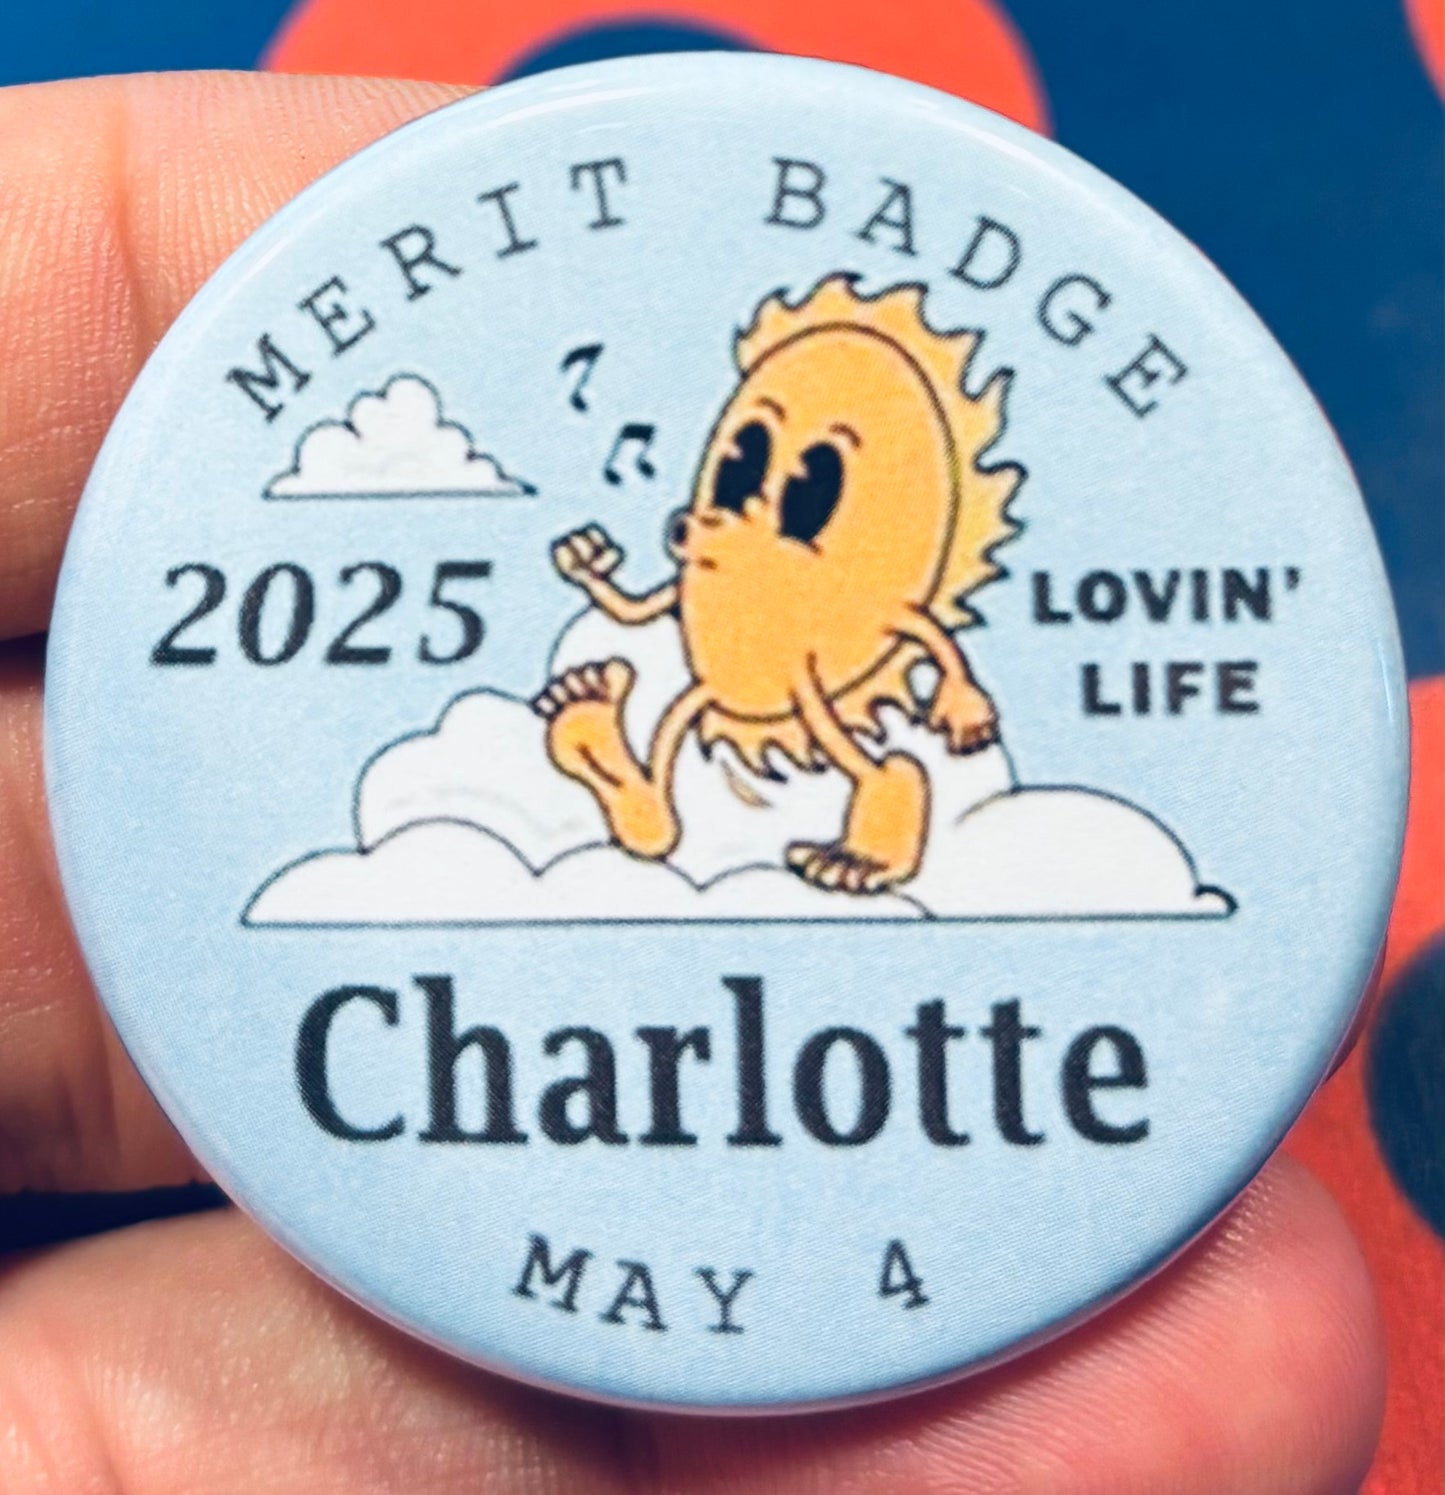 MERIT BADGE
2025
LOVIN'
LIFE
Charlotte
MAY 4